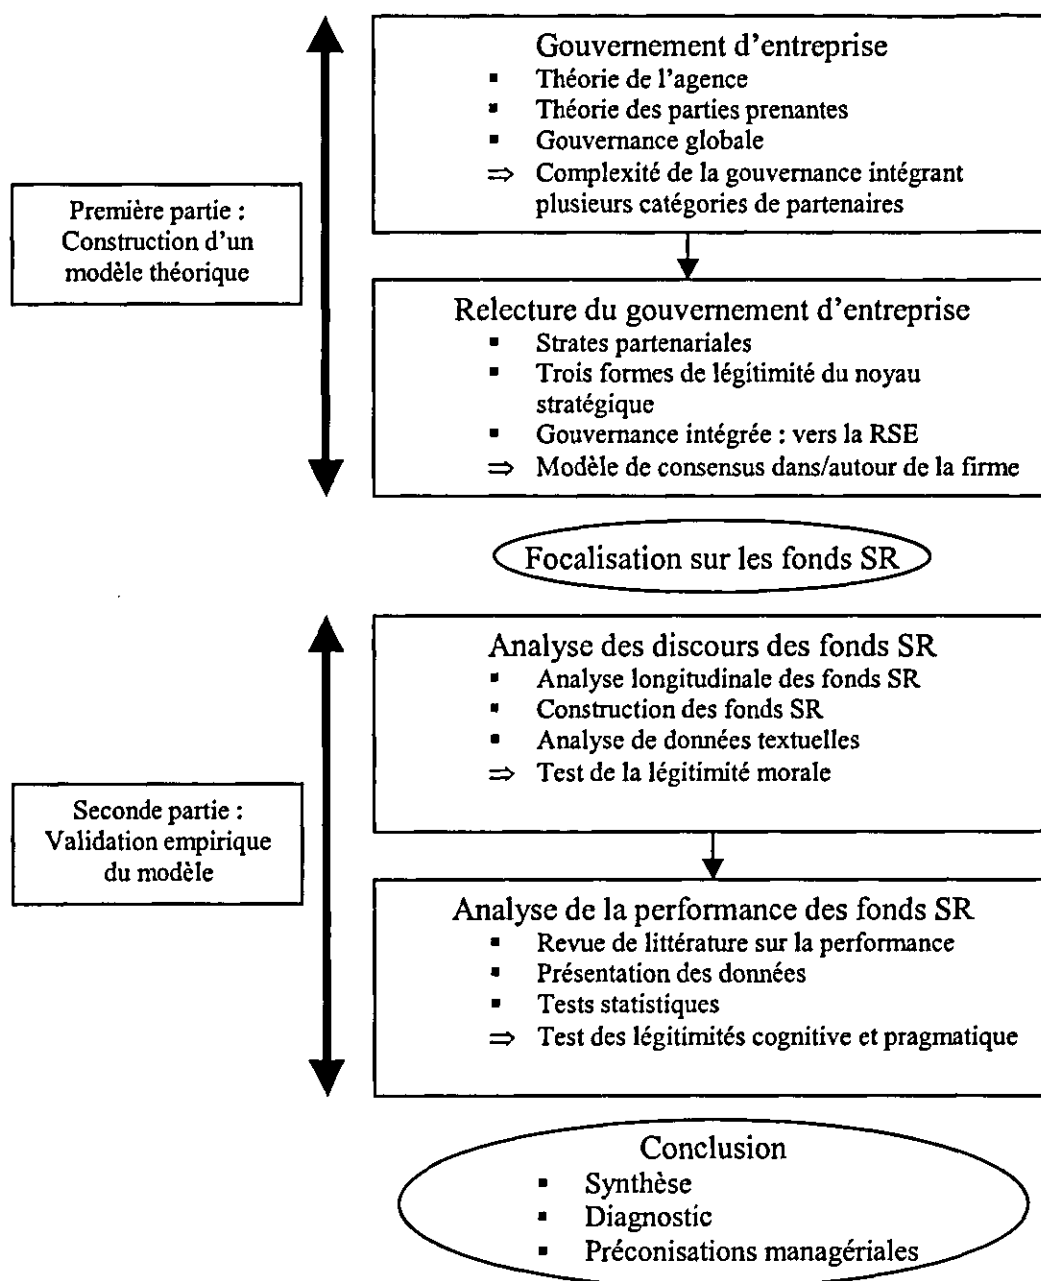 Gouvernement d'entreprise
▪ Théorie de l'agence
▪ Théorie des parties prenantes
▪ Gouvernance globale
⇒ Complexité de la gouvernance intégrant
plusieurs catégories de partenaires
Première partie :
Construction d'un
modèle théorique
Relecture du gouvernement d'entreprise
▪ Strates partenariales
▪ Trois formes de légitimité du noyau
stratégique
▪ Gouvernance intégrée : vers la RSE
⇒ Modèle de consensus dans/autour de la firme
Focalisation sur les fonds SR
Analyse des discours des fonds SR
▪ Analyse longitudinale des fonds SR
▪ Construction des fonds SR
▪ Analyse de données textuelles
⇒ Test de la légitimité morale
Seconde partie :
Validation empirique
du modèle
Analyse de la performance des fonds SR
▪ Revue de littérature sur la performance
▪ Présentation des données
▪ Tests statistiques
⇒ Test des légitimités cognitive et pragmatique
Conclusion
▪ Synthèse
▪ Diagnostic
▪ Préconisations managériales